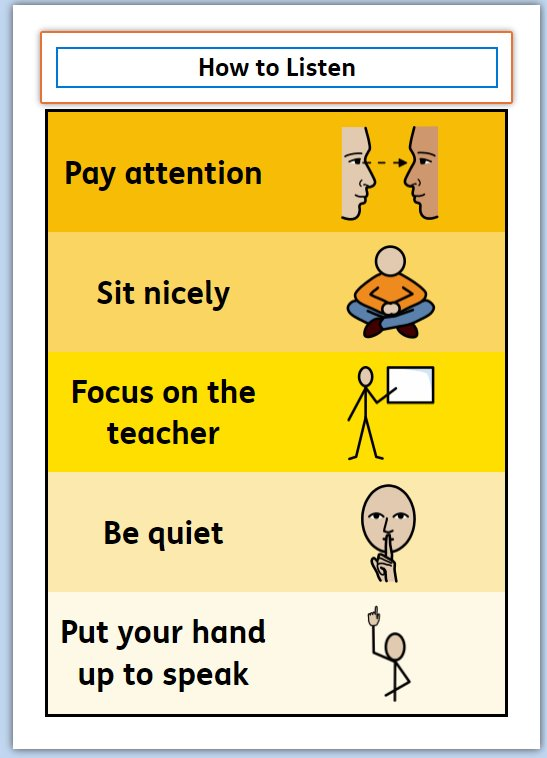 How to Listen
Pay attention
Sit nicely
Focus on the
teacher
Be quiet
Put your hand
up to speak